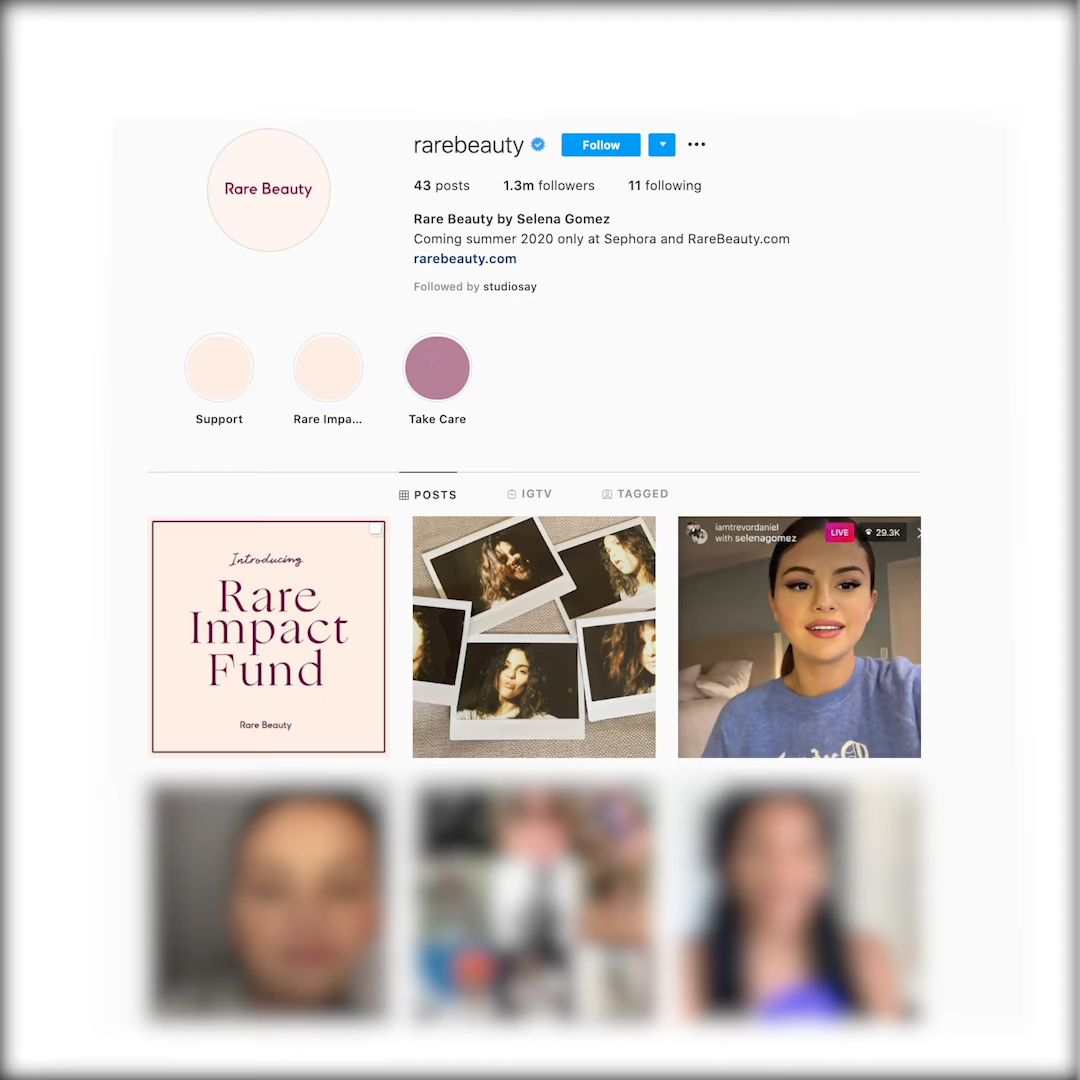 Rare Beauty
rarebeauty Follow
43 posts 1.3m followers 11 following
Rare Beauty by Selena Gomez
Coming summer 2020 only at Sephora and RareBeauty.com
rarebeauty.com
Followed by studiosay
Support Rare Impa... Take Care
POSTS IGTV TAGGED
Introducing
Rare
Impact
Fund
Rare Beauty
iamtrevordaniel
with selenagomez
LIVE 29.3K